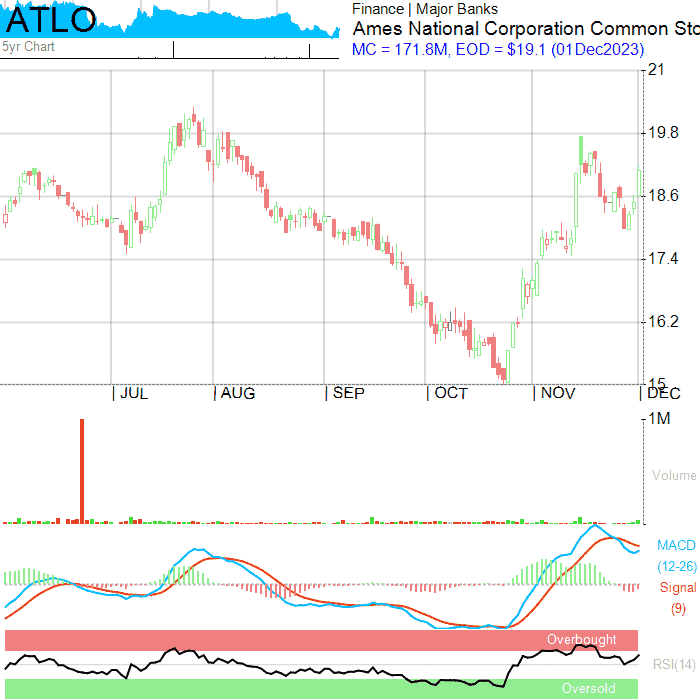 ATLO
5yr Chart
Finance | Major Banks
Ames National Corporation Common Sto
MC = 171.8M, EOD = $19.1 (01Dec2023)
21
19.8
18.6
17.4
16.2
15
JUL AUG SEP OCT NOV DEC
1M
Volume
MACD
(12-26)
Signal
(9)
Overbought
RSI(14)
Oversold